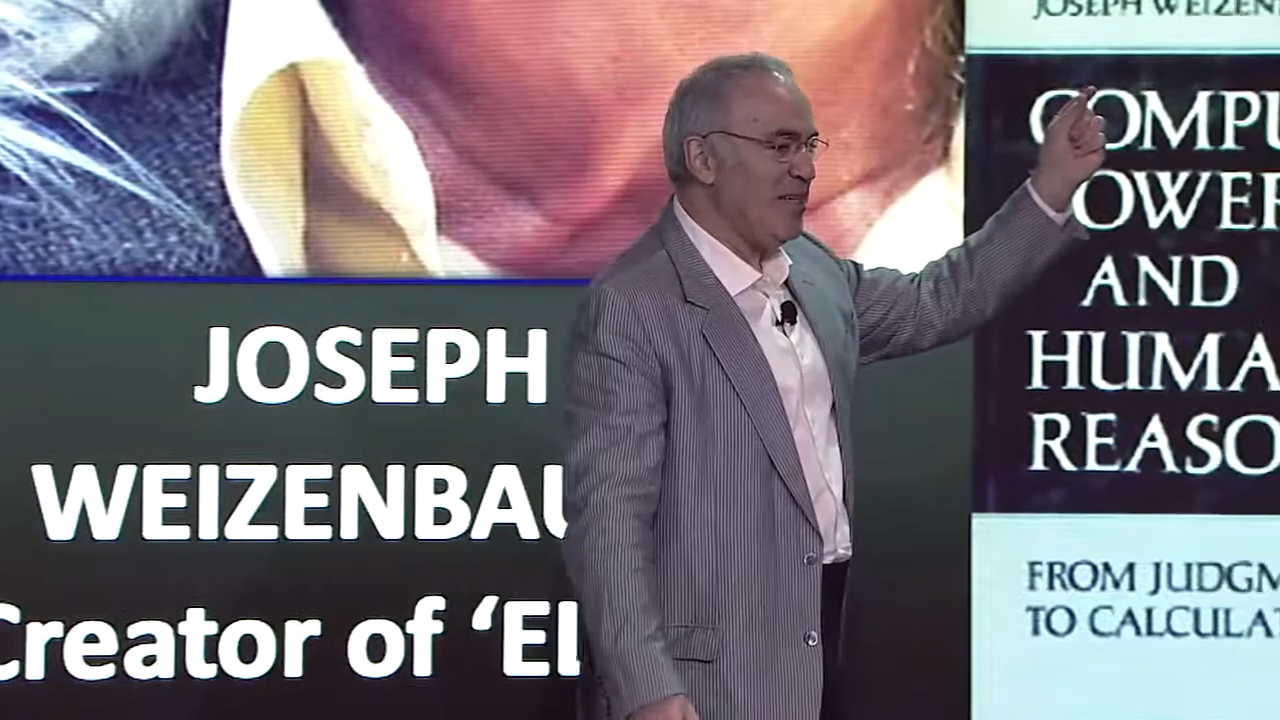 JOSEPH
WEIZENBAU
Creator of ‘El
JOSEPH WEIZEN
COMPU
OWER
AND
HUMA
REASO
FROM JUDGM
TO CALCULAT